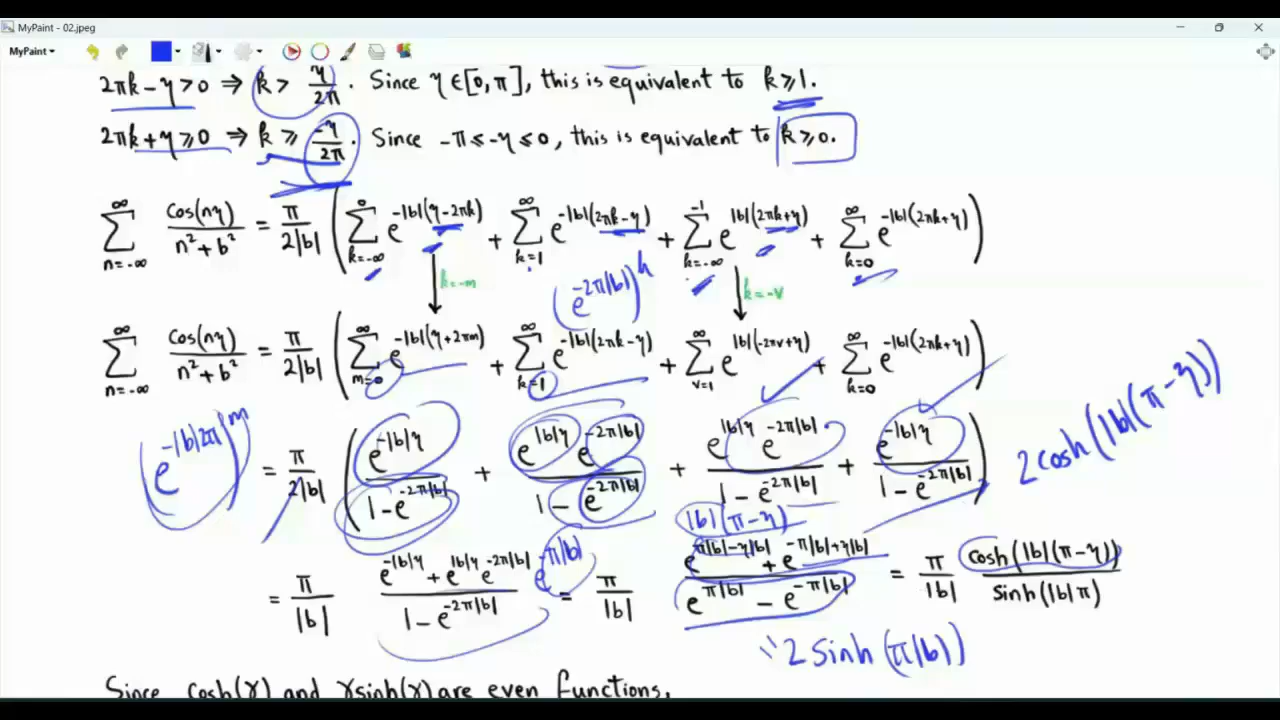 MyPaint - 02.jpeg
MyPaint
2πk-η>0 ⇒ k > η/2π. Since η∈[0,π], this is equivalent to k⩾1.
2πk+η⩾0 ⇒ k ⩾ -η/2π. Since -π⩽-η⩽0, this is equivalent to k⩾0.
∑_{n=-∞}^{∞} cos(nη)/(n²+b²) = π/(2|b|) ( ∑_{k=-∞}^{0} e^{-|b|(η-2πk)} + ∑_{k=1}^{∞} e^{-|b|(2πk-η)} + ∑_{k=-∞}^{-1} e^{|b|(2πk+η)} + ∑_{k=0}^{∞} e^{-|b|(2πk+η)} )
k=-m (e^{-2π|b|})^k k=-v
∑_{n=-∞}^{∞} cos(nη)/(n²+b²) = π/(2|b|) ( ∑_{m=0}^{∞} e^{-|b|(η+2πm)} + ∑_{k=1}^{∞} e^{-|b|(2πk-η)} + ∑_{v=1}^{∞} e^{|b|(-2πv+η)} + ∑_{k=0}^{∞} e^{-|b|(2πk+η)} )
(e^{-|b|2π})^m = π/(2|b|) ( e^{-|b|η}/(1-e^{-2π|b|}) + e^{|b|η} e^{-2π|b|}/(1-e^{-2π|b|}) + e^{|b|η} e^{-2π|b|}/(1-e^{-2π|b|}) + e^{-|b|η}/(1-e^{-2π|b|}) ) 2cosh(|b|(π-η))
|b|(π-η)
= π/|b| (e^{-|b|η} + e^{|b|η} e^{-2π|b|})/(1-e^{-2π|b|}) e^{-π|b|} = π/|b| (e^{π|b|-η|b|} + e^{-π|b|+η|b|})/(e^{π|b|} - e^{-π|b|}) = π/|b| cosh(|b|(π-η))/sinh(|b|π)
2 Sinh(π|b|)
Since cosh(γ) and γsinh(γ) are even functions,